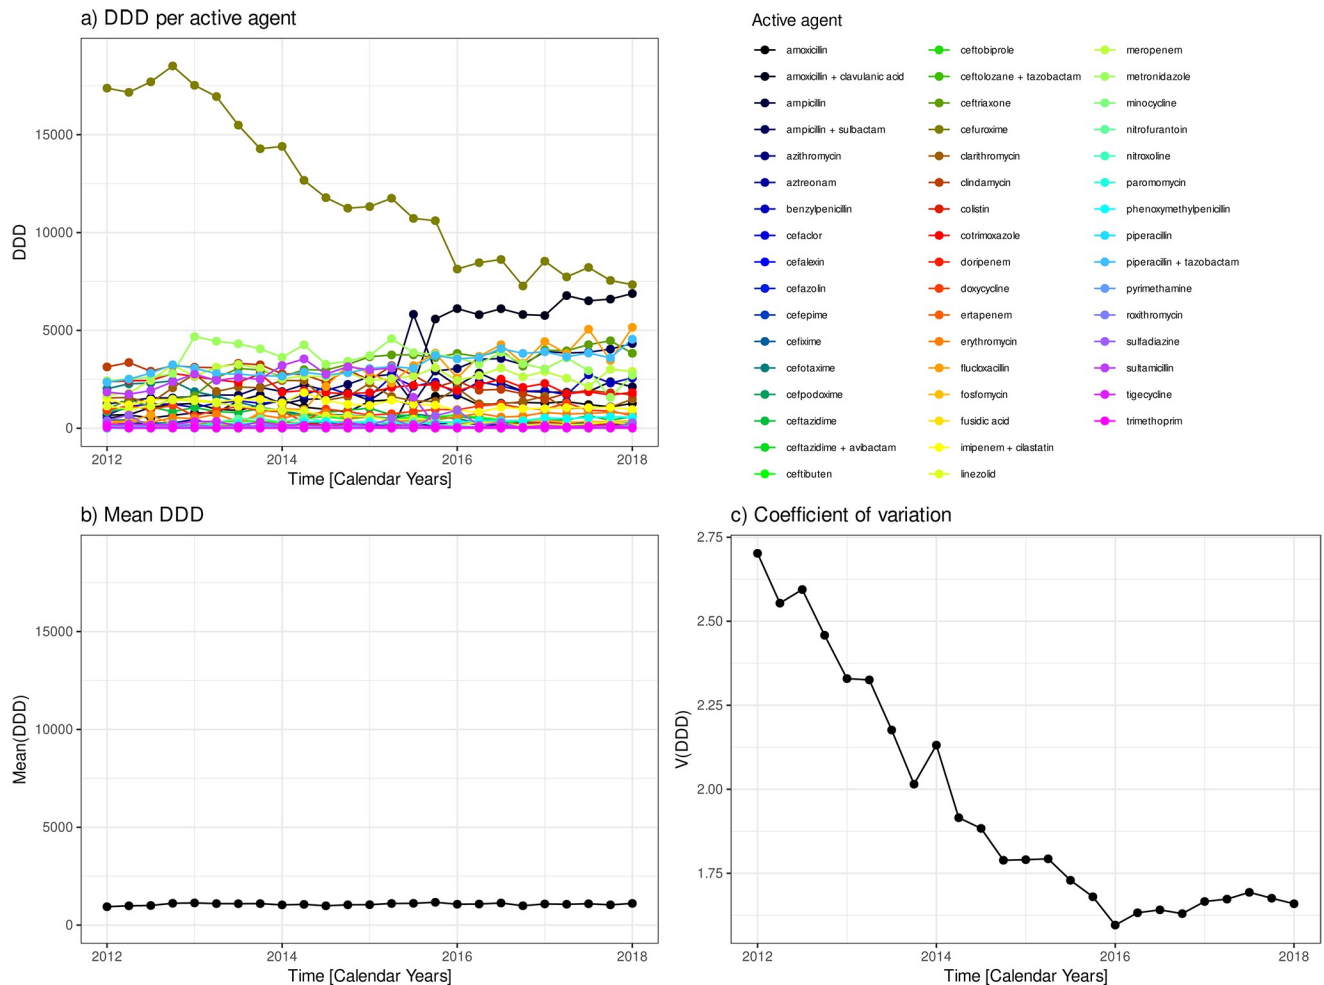 a) DDD per active agent
DDD
15000
10000
5000
0
2012
2014
2016
2018
Time [Calendar Years]
Active agent
amoxicillin
amoxicillin + clavulanic acid
ampicillin
ampicillin + sulbactam
azithromycin
aztreonam
benzylpenicillin
cefaclor
cefalexin
cefazolin
cefepime
cefixime
cefotaxime
cefpodoxime
ceftazidime
ceftazidime + avibactam
ceftibuten
ceftobiprole
ceftolozane + tazobactam
ceftriaxone
cefuroxime
clarithromycin
clindamycin
colistin
cotrimoxazole
doripenem
doxycycline
ertapenem
erythromycin
flucloxacillin
fosfomycin
fusidic acid
imipenem + cilastatin
linezolid
meropenem
metronidazole
minocycline
nitrofurantoin
nitroxoline
paromomycin
phenoxymethylpenicillin
piperacillin
piperacillin + tazobactam
pyrimethamine
roxithromycin
sulfadiazine
sultamicillin
tigecycline
trimethoprim
b) Mean DDD
Mean(DDD)
15000
10000
5000
0
2012
2014
2016
2018
Time [Calendar Years]
c) Coefficient of variation
V(DDD)
2.75
2.50
2.25
2.00
1.75
2012
2014
2016
2018
Time [Calendar Years]